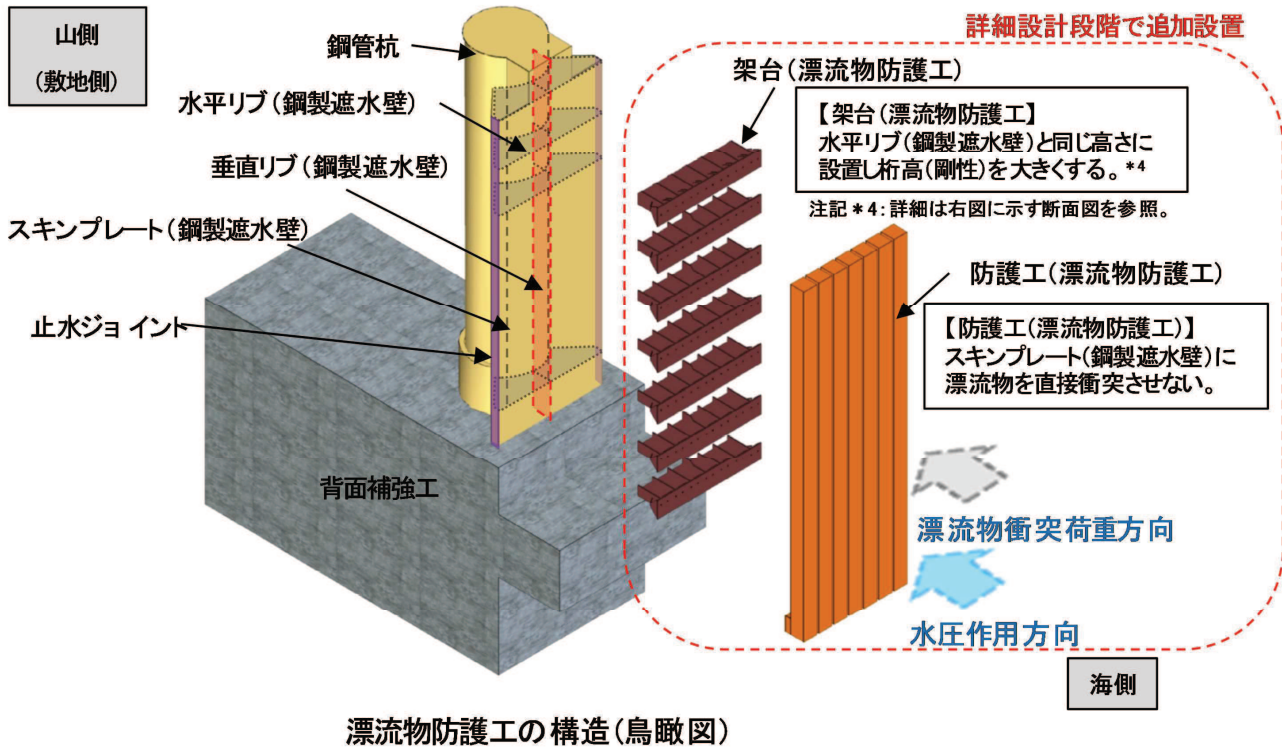 山側
(敷地側)
鋼管杭
水平リブ(鋼製遮水壁)
垂直リブ(鋼製遮水壁)
スキンプレート(鋼製遮水壁)
止水ジョイント
背面補強工
詳細設計段階で追加設置
架台(漂流物防護工)
【架台(漂流物防護工】
水平リブ(鋼製遮水壁)と同じ高さに
設置し桁高(剛性)を大きくする。*4
注記*4:詳細は右図に示す断面図を参照。
防護工(漂流物防護工)
【防護工(漂流物防護工)】
スキンプレート(鋼製遮水壁)に
漂流物を直接衝突させない。
漂流物衝突荷重方向
水圧作用方向
海側
漂流物防護工の構造(鳥瞰図)